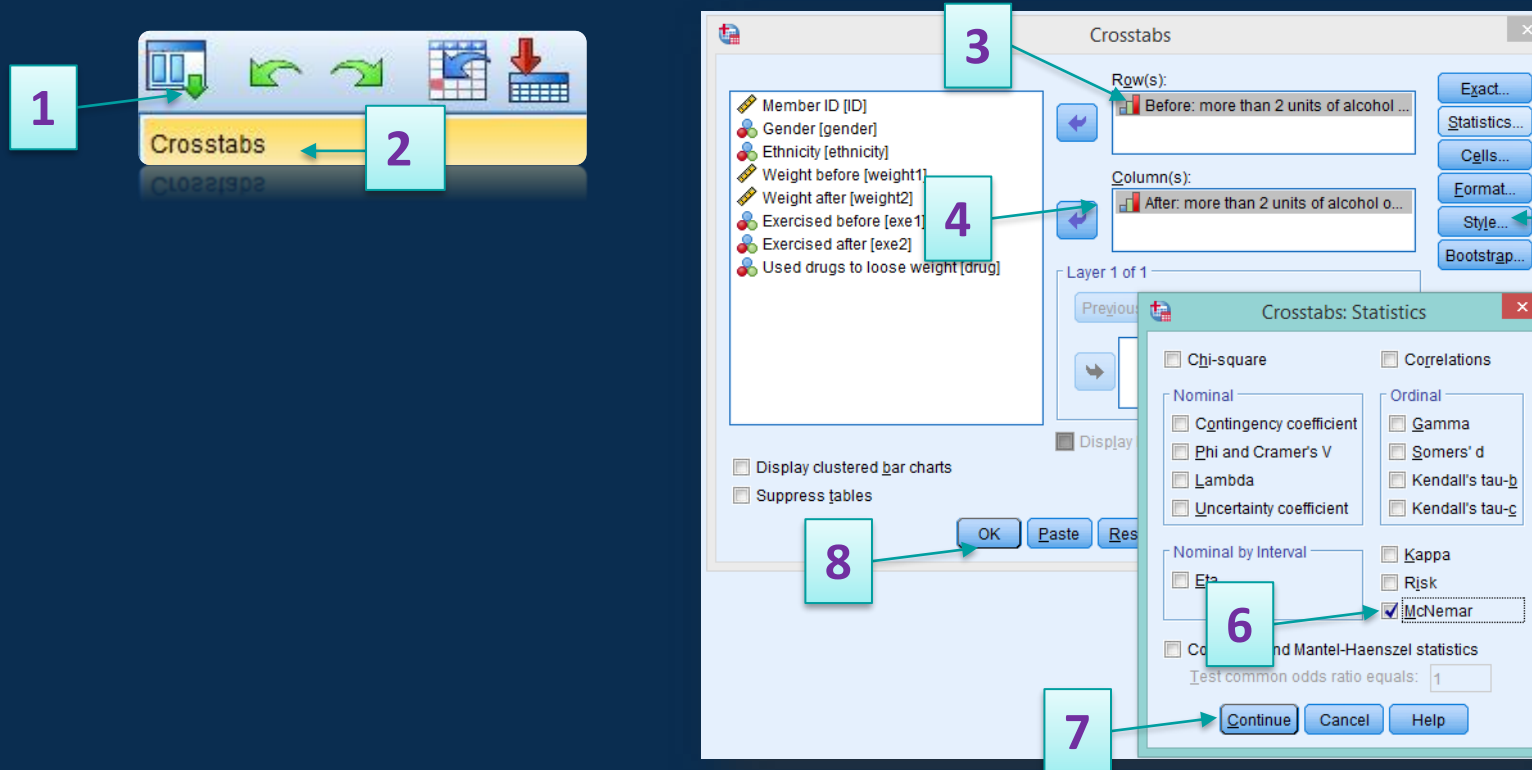 1
Crosstabs
2
3
Crosstabs
Row(s):
Before: more than 2 units of alcohol ...
Member ID [ID]
Gender [gender]
Ethnicity [ethnicity]
Weight before [weight1]
Weight after [weight2]
Exercised before [exe1]
Exercised after [exe2]
Used drugs to loose weight [drug]
4
Column(s):
After: more than 2 units of alcohol o...
Layer 1 of 1
Exact...
Statistics...
Cells...
Format...
Style...
Bootstrap...
Display clustered bar charts
Suppress tables
OK
Paste
8
Crosstabs: Statistics
Chi-square
Correlations
Nominal
Contingency coefficient
Phi and Cramer's V
Lambda
Uncertainty coefficient
Ordinal
Gamma
Somers' d
Kendall's tau-b
Kendall's tau-c
Nominal by Interval
Eta
Kappa
Risk
McNemar
6
nd Mantel-Haenszel statistics
Test common odds ratio equals: 1
Continue
Cancel
Help
7